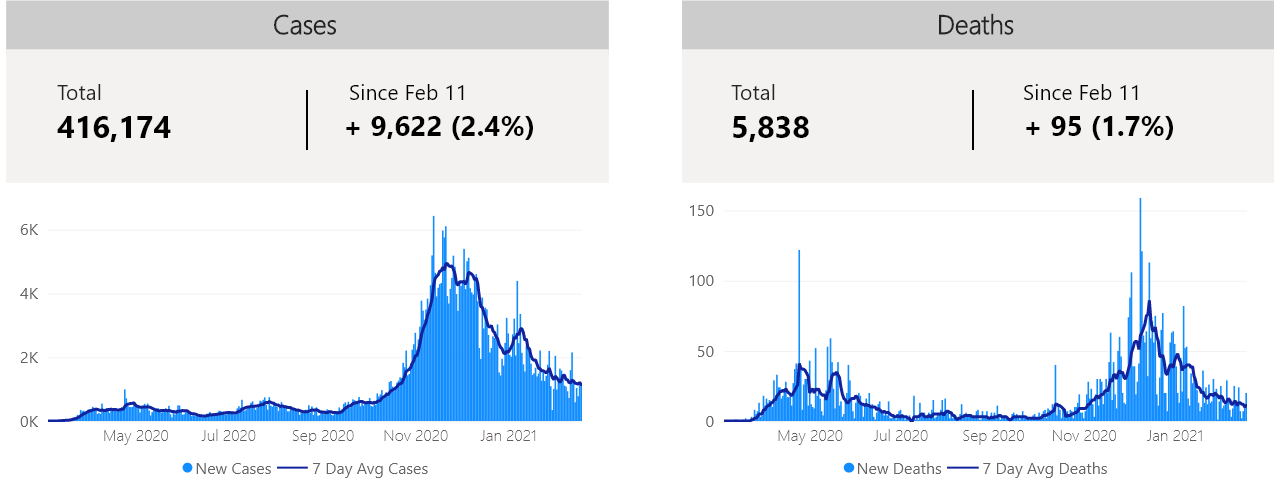 Cases
Total
416,174
Since Feb 11
+ 9,622 (2.4%)
6K
4K
2K
0K
May 2020 Jul 2020 Sep 2020 Nov 2020 Jan 2021
New Cases 7 Day Avg Cases
Deaths
Total
5,838
Since Feb 11
+ 95 (1.7%)
150
100
50
0
May 2020 Jul 2020 Sep 2020 Nov 2020 Jan 2021
New Deaths 7 Day Avg Deaths